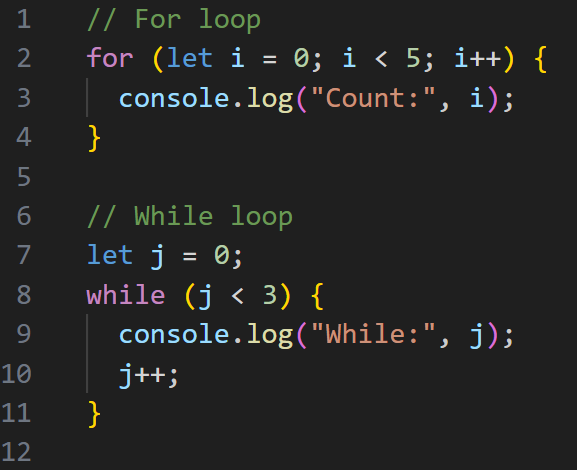 1 // For loop
2 for (let i = 0; i < 5; i++) {
3   console.log("Count:", i);
4 }
5
6 // While loop
7 let j = 0;
8 while (j < 3) {
9   console.log("While:", j);
10   j++;
11 }
12